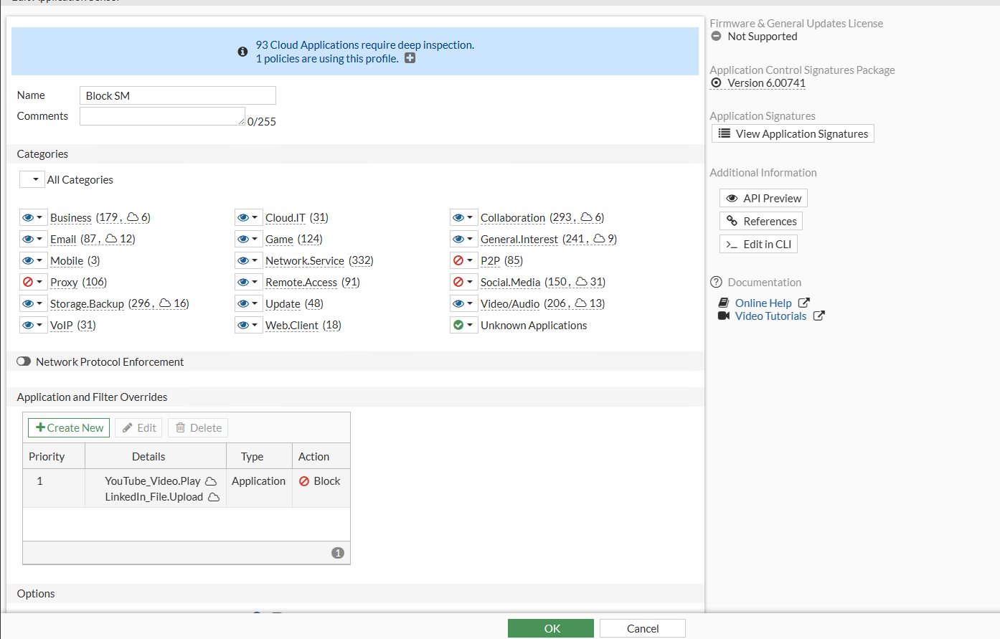 93 Cloud Applications require deep inspection.
1 policies are using this profile.
Name
Block SM
Comments
0/255
Categories
All Categories
Business (179, 6)
Cloud.IT (31)
Collaboration (293, 6)
Email (87, 12)
Game (124)
General.Interest (241, 9)
Mobile (3)
Network.Service (332)
P2P (85)
Proxy (106)
Remote.Access (91)
Social.Media (150, 31)
Storage.Backup (296, 16)
Update (48)
Video/Audio (206, 13)
VoIP (31)
Web.Client (18)
Unknown Applications
Network Protocol Enforcement
Application and Filter Overrides
Create New
Edit
Delete
Priority Details Type Action
1 YouTube_Video.Play Application Block
LinkedIn_File.Upload
1
Options
OK
Cancel
Firmware & General Updates License
Not Supported
Application Control Signatures Package
Version 6.00741
Application Signatures
View Application Signatures
Additional Information
API Preview
References
>_ Edit in CLI
Documentation
Online Help
Video Tutorials